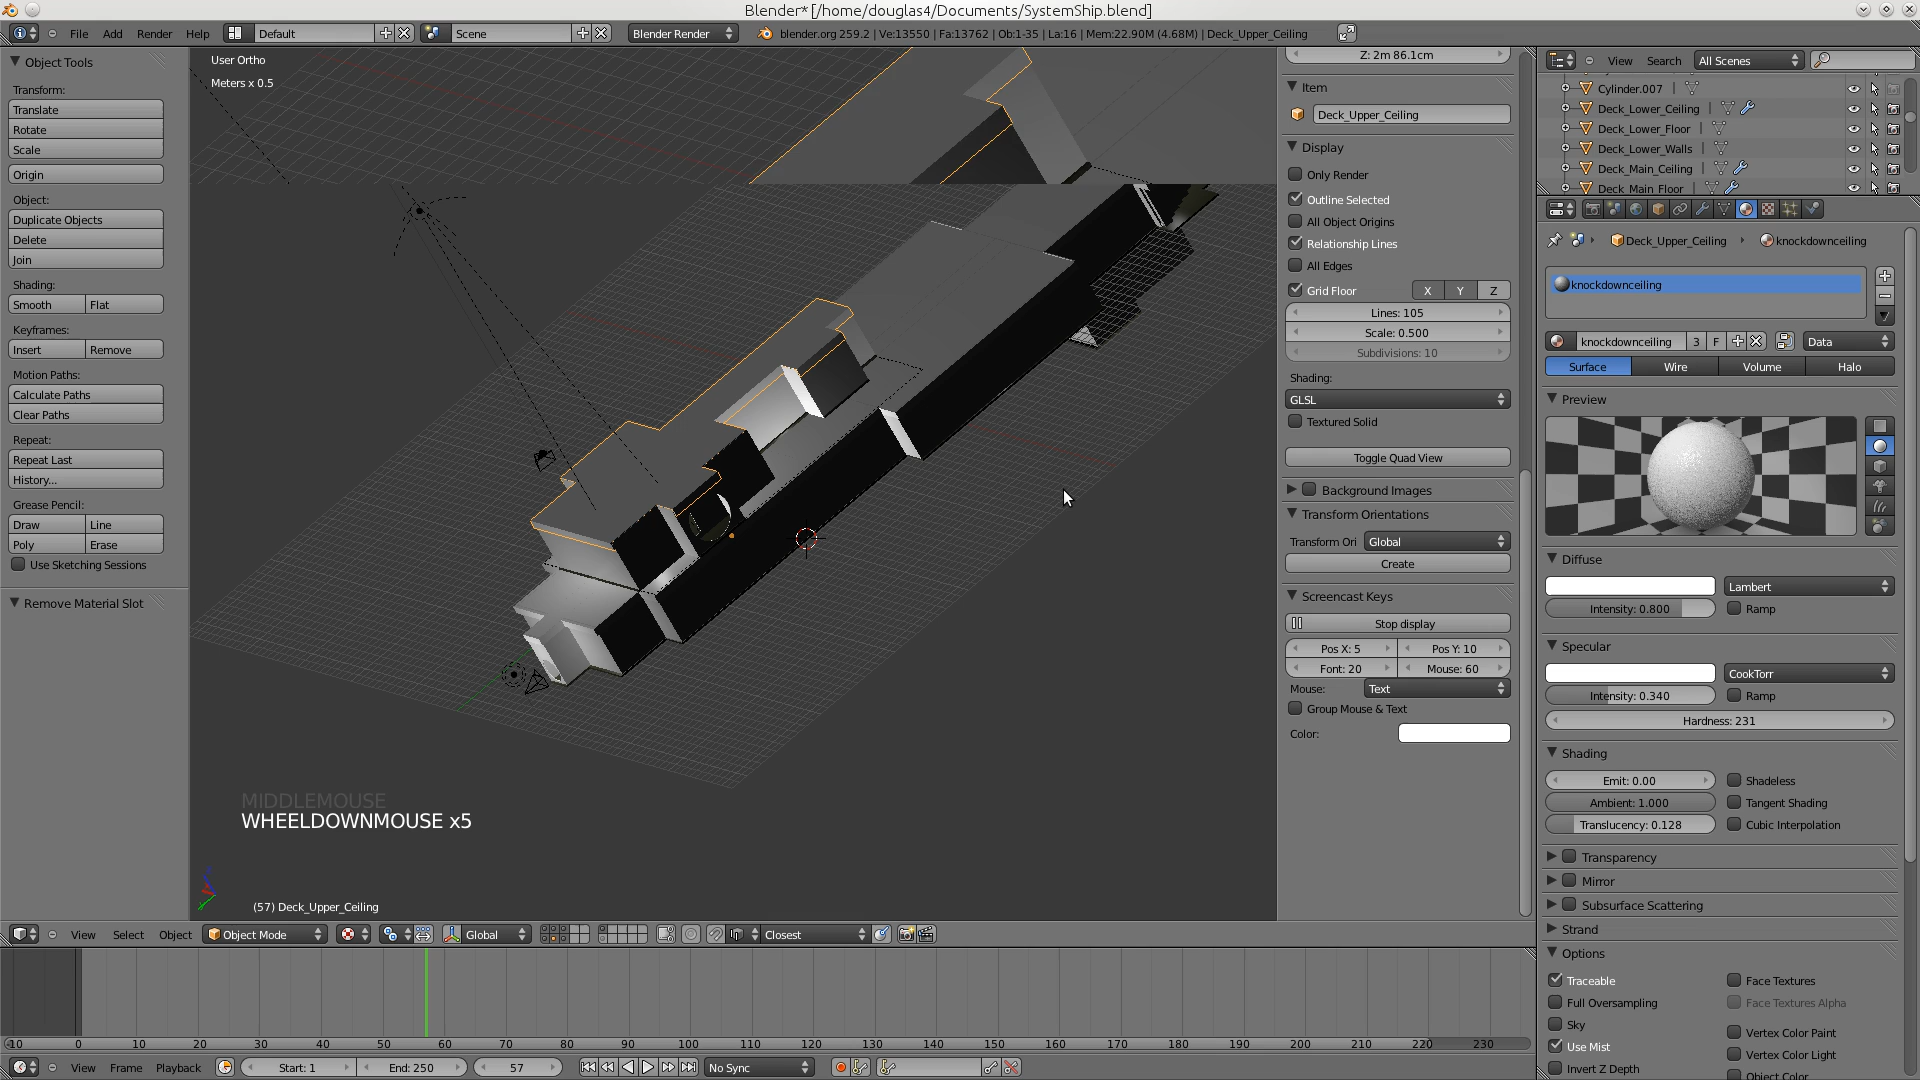 Blender* [/home/douglas4/Documents/SystemShip.blend]
File Add Render Help Default Scene Blender Render blender.org 259.2 | Ve:13550 | Fa:13762 | Ob:1-35 | La:16 | Mem:22.90M (4.68M) | Deck_Upper_Ceiling
Object Tools
Transform:
Translate
Rotate
Scale
Origin
Object:
Duplicate Objects
Delete
Join
Shading:
Smooth Flat
Keyframes:
Insert Remove
Motion Paths:
Calculate Paths
Clear Paths
Repeat:
Repeat Last
History...
Grease Pencil:
Draw Line
Poly Erase
Use Sketching Sessions
Remove Material Slot
User Ortho
Meters x 0.5
MIDDLEMOUSE
WHEELDOWNMOUSE x5
(57) Deck_Upper_Ceiling
Z: 2m 86.1cm
Item
Deck_Upper_Ceiling
Display
Only Render
Outline Selected
All Object Origins
Relationship Lines
All Edges
Grid Floor X Y Z
Lines: 105
Scale: 0.500
Subdivisions: 10
Shading:
GLSL
Textured Solid
Toggle Quad View
Background Images
Transform Orientations
Transform Ori Global
Create
Screencast Keys
Stop display
Pos X: 5 Pos Y: 10
Font: 20 Mouse: 60
Mouse: Text
Group Mouse & Text
Color:
View Search All Scenes
Cylinder.007
Deck_Lower_Ceiling
Deck_Lower_Floor
Deck_Lower_Walls
Deck_Main_Ceiling
Deck_Main_Floor
Deck_Upper_Ceiling knockdownceiling
knockdownceiling
knockdownceiling 3 F Data
Surface Wire Volume Halo
Preview
Diffuse
Lambert
Intensity: 0.800 Ramp
Specular
CookTorr
Intensity: 0.340 Ramp
Hardness: 231
Shading
Emit: 0.00 Shadeless
Ambient: 1.000 Tangent Shading
Translucency: 0.128 Cubic Interpolation
Transparency
Mirror
Subsurface Scattering
Strand
Options
Traceable Face Textures
Full Oversampling Face Textures Alpha
Sky
Vertex Color Paint
Use Mist
Vertex Color Light
Invert Z Depth
Object Color
View Select Object Object Mode Global Closest
-10 0 10 20 30 40 50 60 70 80 90 100 110 120 130 140 150 160 170 180 190 200 210 220 230
View Frame Playback Start: 1 End: 250 57 No Sync